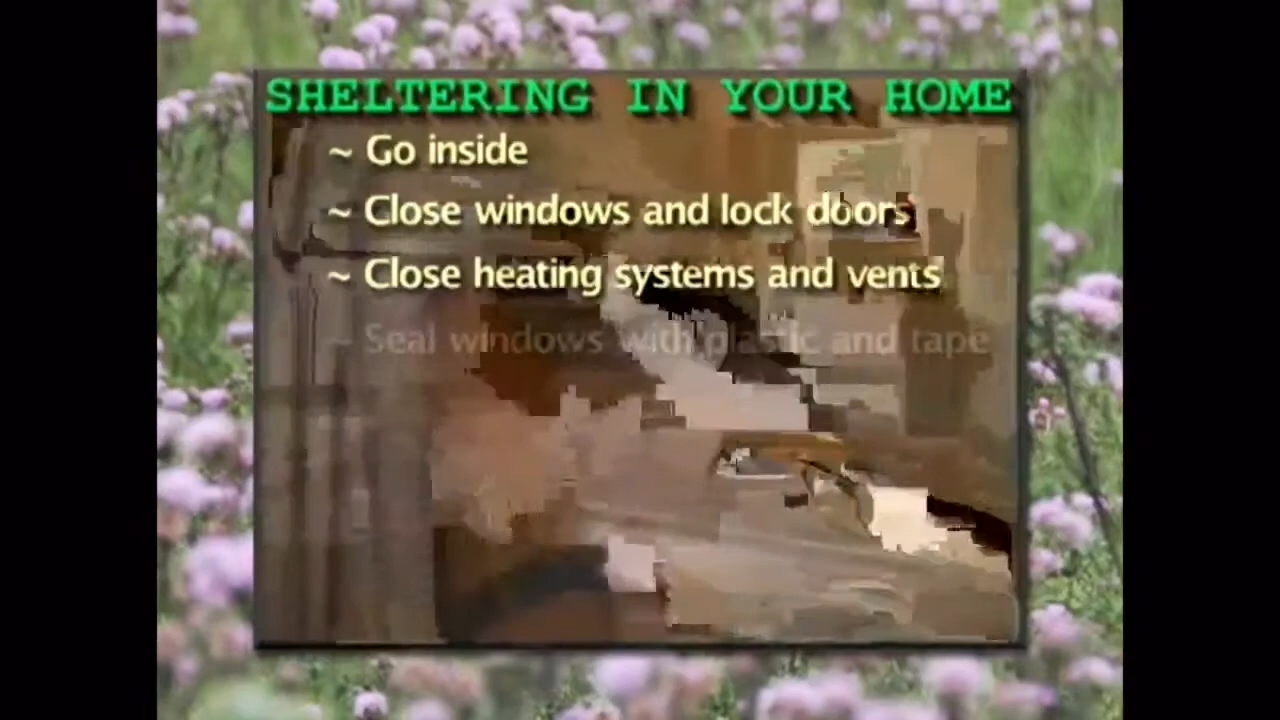 SHELTERING IN YOUR HOME
~ Go inside
~ Close windows and lock doors
~ Close heating systems and vents
~ Seal windows with plastic and tape